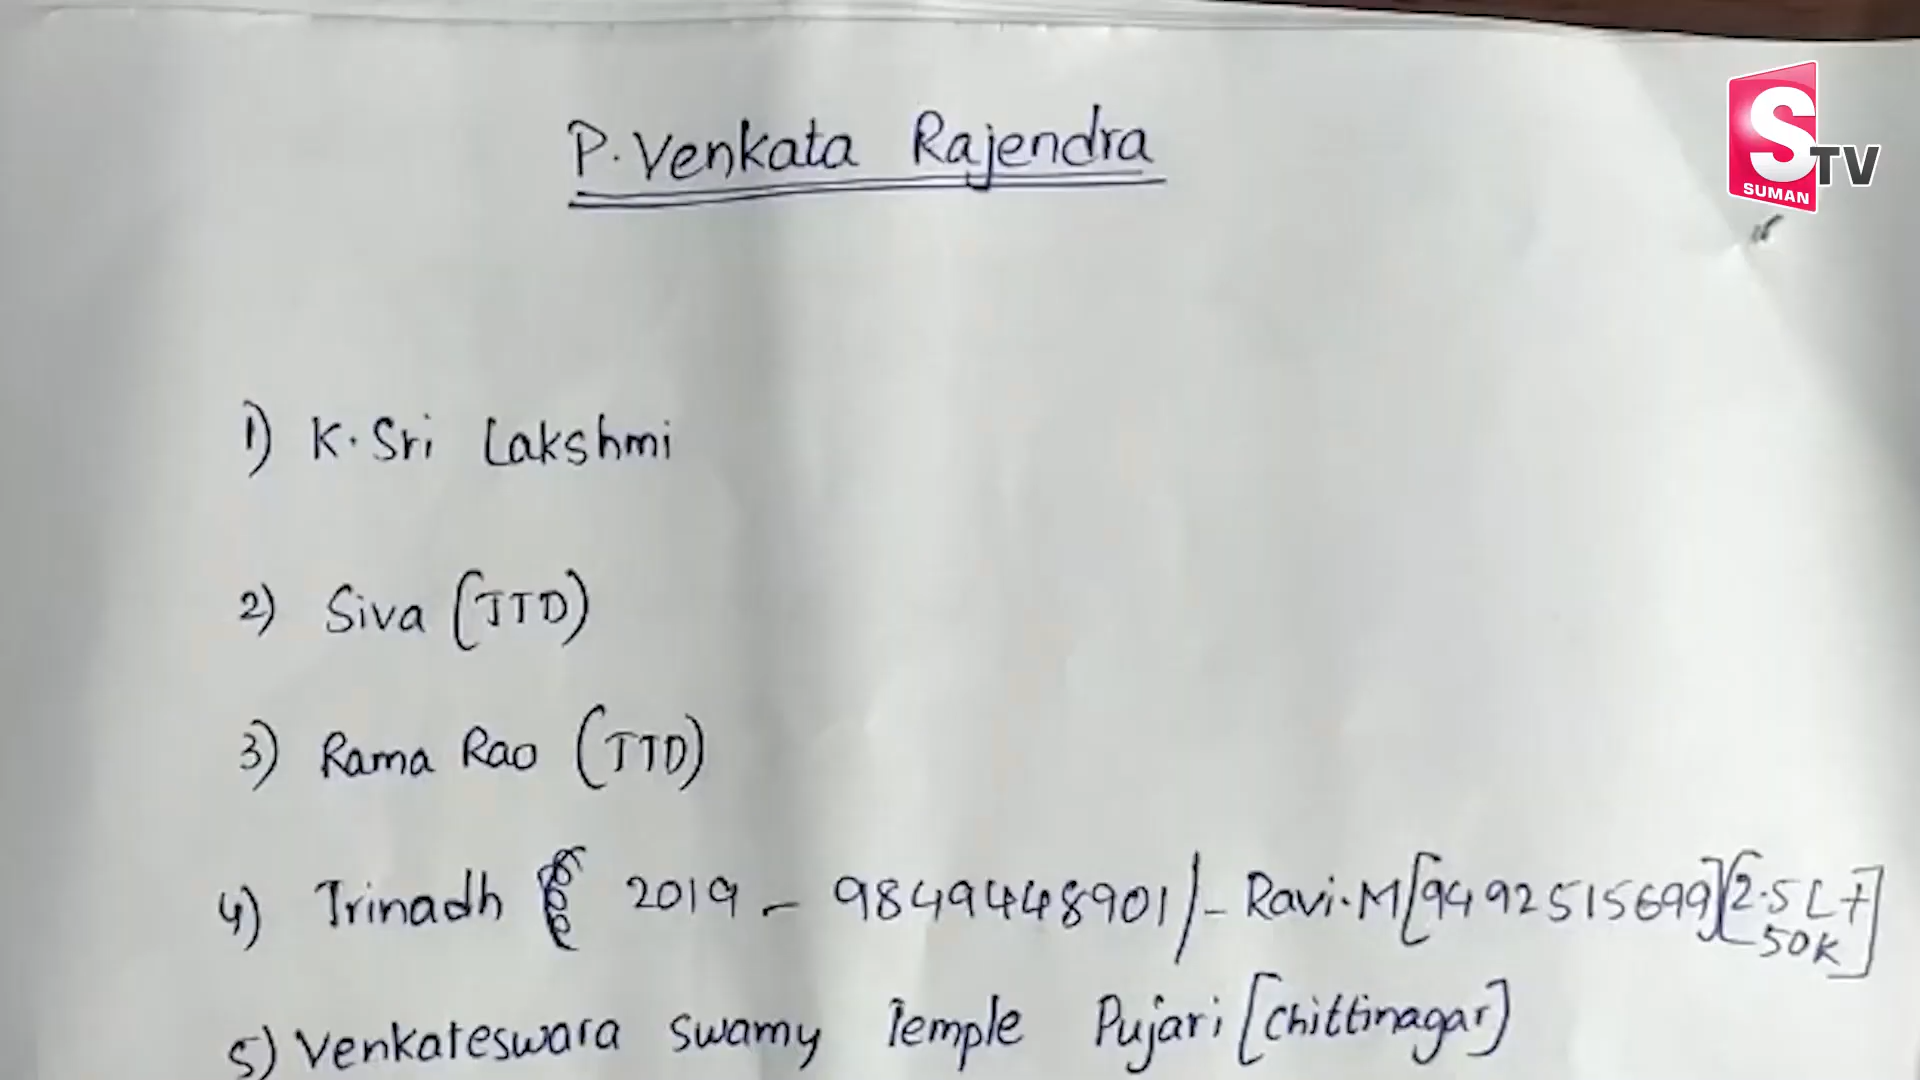 P. Venkata Rajendra
S TV
SUMAN
1) K. Sri Lakshmi
2) Siva (TTD)
3) Rama Rao (TTD)
4) Trinadh 2019 - 9849448901/- Ravi.M [9492515699] [2.5 L +
50K]
5) Venkateswara swamy Temple Pujari [Chittinagar]